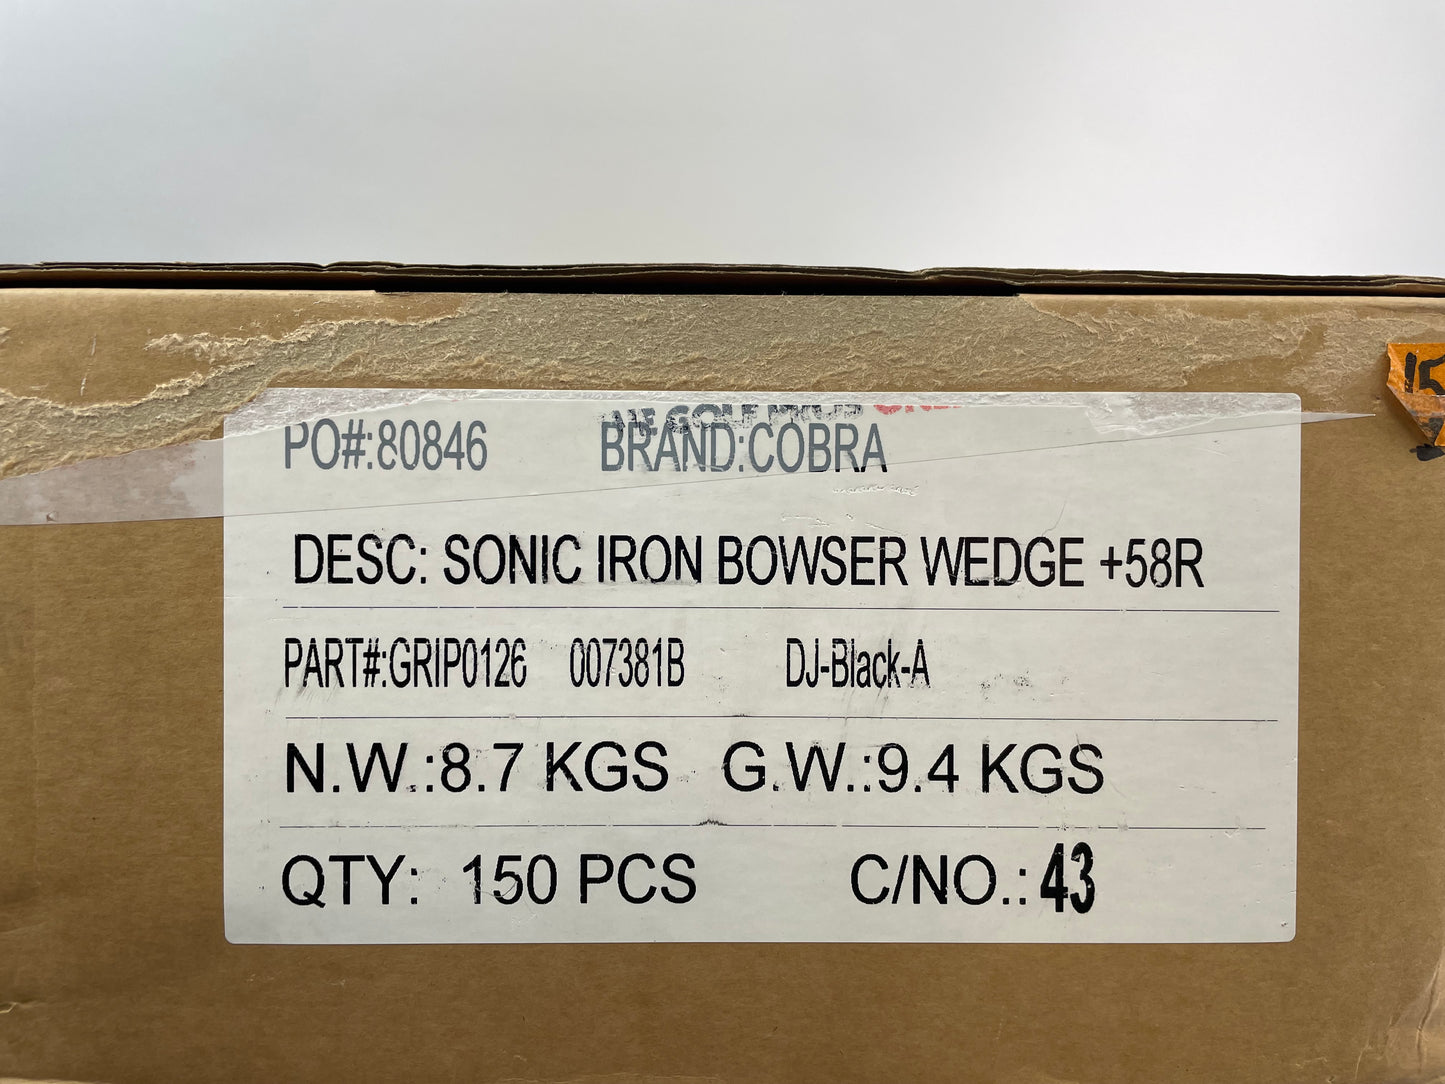 GOLF
PO#:80846 BRAND:COBRA
DESC: SONIC IRON BOWSER WEDGE +58R
PART#:GRIP0126 007381B DJ-Black-A
N.W.:8.7 KGS G.W.:9.4 KGS
QTY: 150 PCS C/NO.: 43